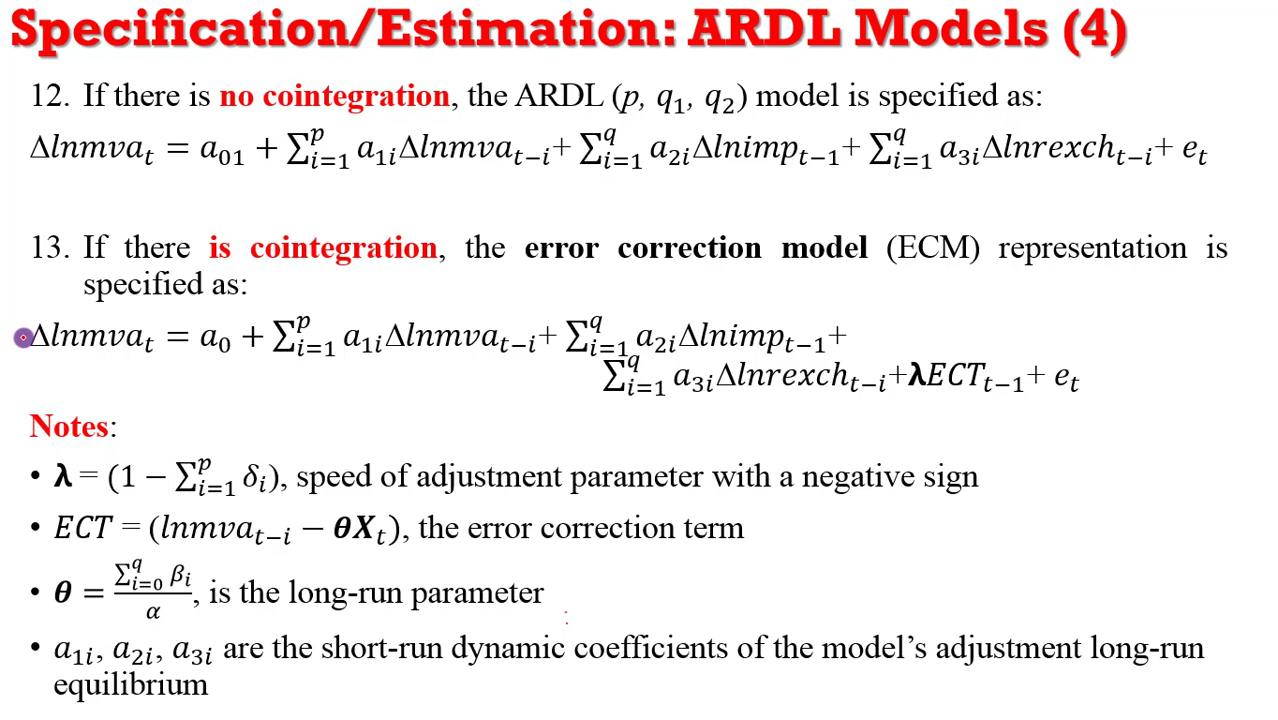 Specification/Estimation: ARDL Models (4)
12. If there is no cointegration, the ARDL (p, q₁, q₂) model is specified as:
Δlnmvaₜ = a₀₁ + ∑ᵖᵢ₌₁ a₁ᵢΔlnmvaₜ₋ᵢ+ ∑^qᵢ₌₁ a₂ᵢΔlnimpₜ₋₁+ ∑^qᵢ₌₁ a₃ᵢΔlnrexchₜ₋ᵢ+ eₜ
13. If there is cointegration, the error correction model (ECM) representation is
specified as:
Δlnmvaₜ = a₀ + ∑ᵖᵢ₌₁ a₁ᵢΔlnmvaₜ₋ᵢ+ ∑^qᵢ₌₁ a₂ᵢΔlnimpₜ₋₁+
∑^qᵢ₌₁ a₃ᵢΔlnrexchₜ₋ᵢ+λECTₜ₋₁+ eₜ
Notes:
• λ = (1 − ∑ᵖᵢ₌₁ δᵢ), speed of adjustment parameter with a negative sign
• ECT = (lnmvaₜ₋ᵢ − θXₜ), the error correction term
• θ = ∑^qᵢ₌₀ βᵢ / α, is the long-run parameter
• a₁ᵢ, a₂ᵢ, a₃ᵢ are the short-run dynamic coefficients of the model’s adjustment long-run
equilibrium